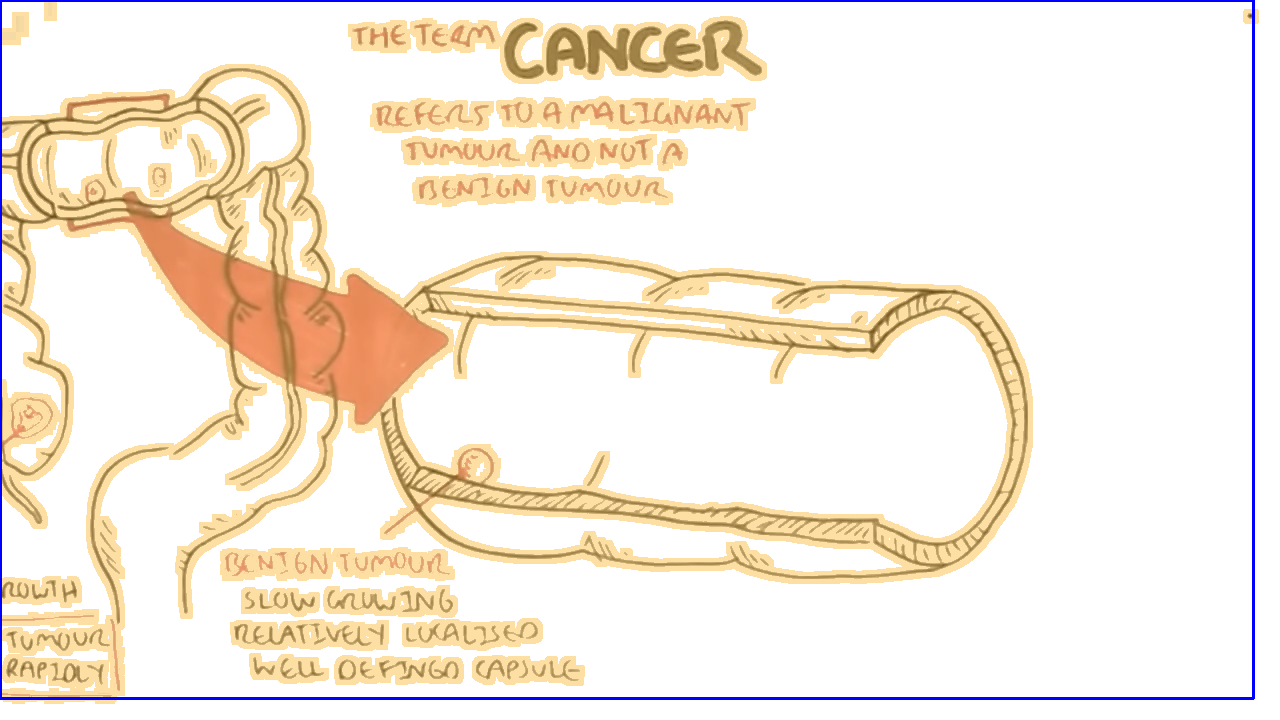 THE TERM CANCER
REFERS TO A MALIGNANT
TUMOUR AND NOT A
BENIGN TUMOUR
BENIGN TUMOUR
SLOW GROWING
RELATIVELY LOCALISED
WELL DEFINED CAPSULE
ROWTH
TUMOUR
RAPIDLY